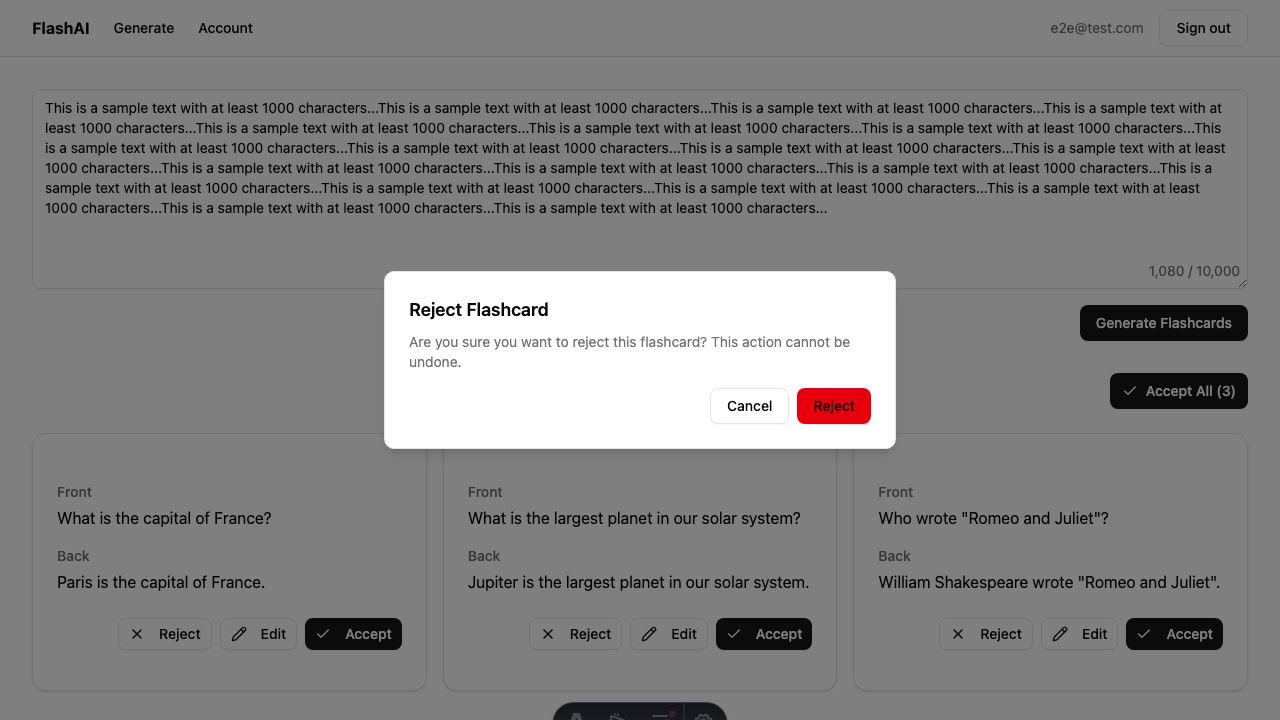 FlashAI Generate Account e2e@test.com Sign out
This is a sample text with at least 1000 characters...This is a sample text with at least 1000 characters...This is a sample text with at least 1000 characters...This is a sample text with at
least 1000 characters...This is a sample text with at least 1000 characters...This is a sample text with at least 1000 characters...This is a sample text with at least 1000 characters...This
is a sample text with at least 1000 characters...This is a sample text with at least 1000 characters...This is a sample text with at least 1000 characters...This is a sample text with at least
1000 characters...This is a sample text with at least 1000 characters...This is a sample text with at least 1000 characters...This is a sample text with at least 1000 characters...This is a
sample text with at least 1000 characters...This is a sample text with at least 1000 characters...This is a sample text with at least 1000 characters...This is a sample text with at least
1000 characters...This is a sample text with at least 1000 characters...This is a sample text with at least 1000 characters...
1,080 / 10,000
Generate Flashcards
Accept All (3)
Reject Flashcard
Are you sure you want to reject this flashcard? This action cannot be
undone.
Cancel Reject
Front
What is the capital of France?
Back
Paris is the capital of France.
Reject Edit Accept
Front
What is the largest planet in our solar system?
Back
Jupiter is the largest planet in our solar system.
Reject Edit Accept
Front
Who wrote "Romeo and Juliet"?
Back
William Shakespeare wrote "Romeo and Juliet".
Reject Edit Accept